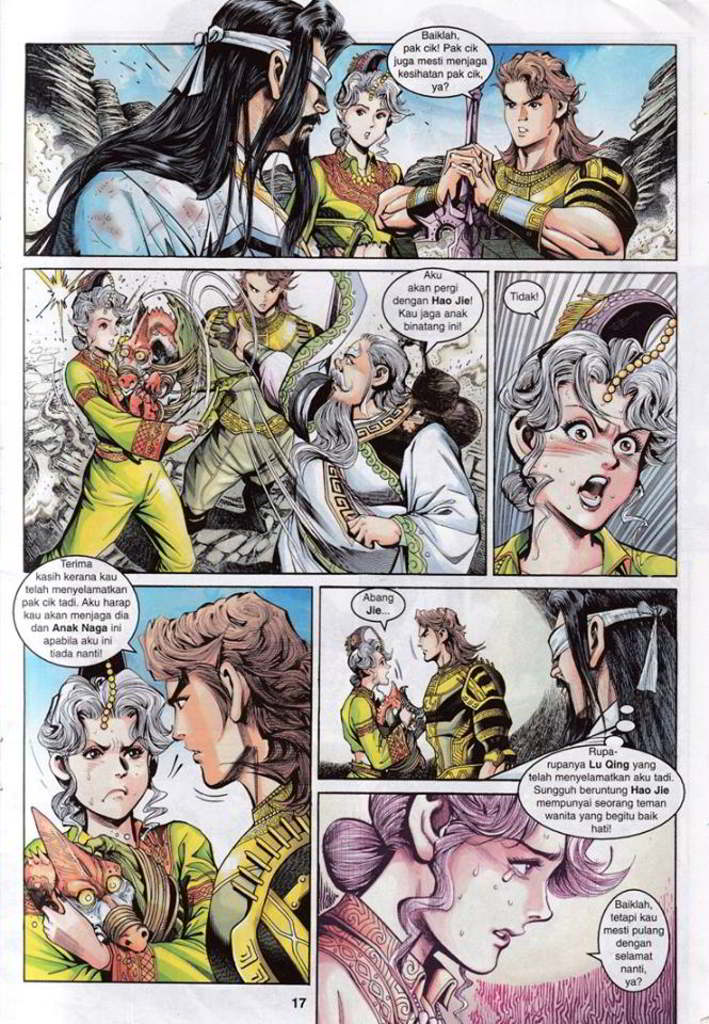 Baiklah,
pak cik! Pak cik
juga mesti menjaga
kesihatan pak cik,
ya?
Aku
akan pergi
dengan Hao Jie!
Kau jaga anak
binatang ini!
Tidak!
Terima
kasih kerana kau
telah menyelamatkan
pak cik tadi. Aku harap
kau akan menjaga dia
dan Anak Naga ini
apabila aku ini
tiada nanti!
Abang
Jie...
Rupa-
rupanya Lu Qing yang
telah menyelamatkan aku tadi.
Sungguh beruntung Hao Jie
mempunyai seorang teman
wanita yang begitu baik
hati!
Baiklah,
tetapi kau
mesti pulang
dengan
selamat
nanti,
ya?
17